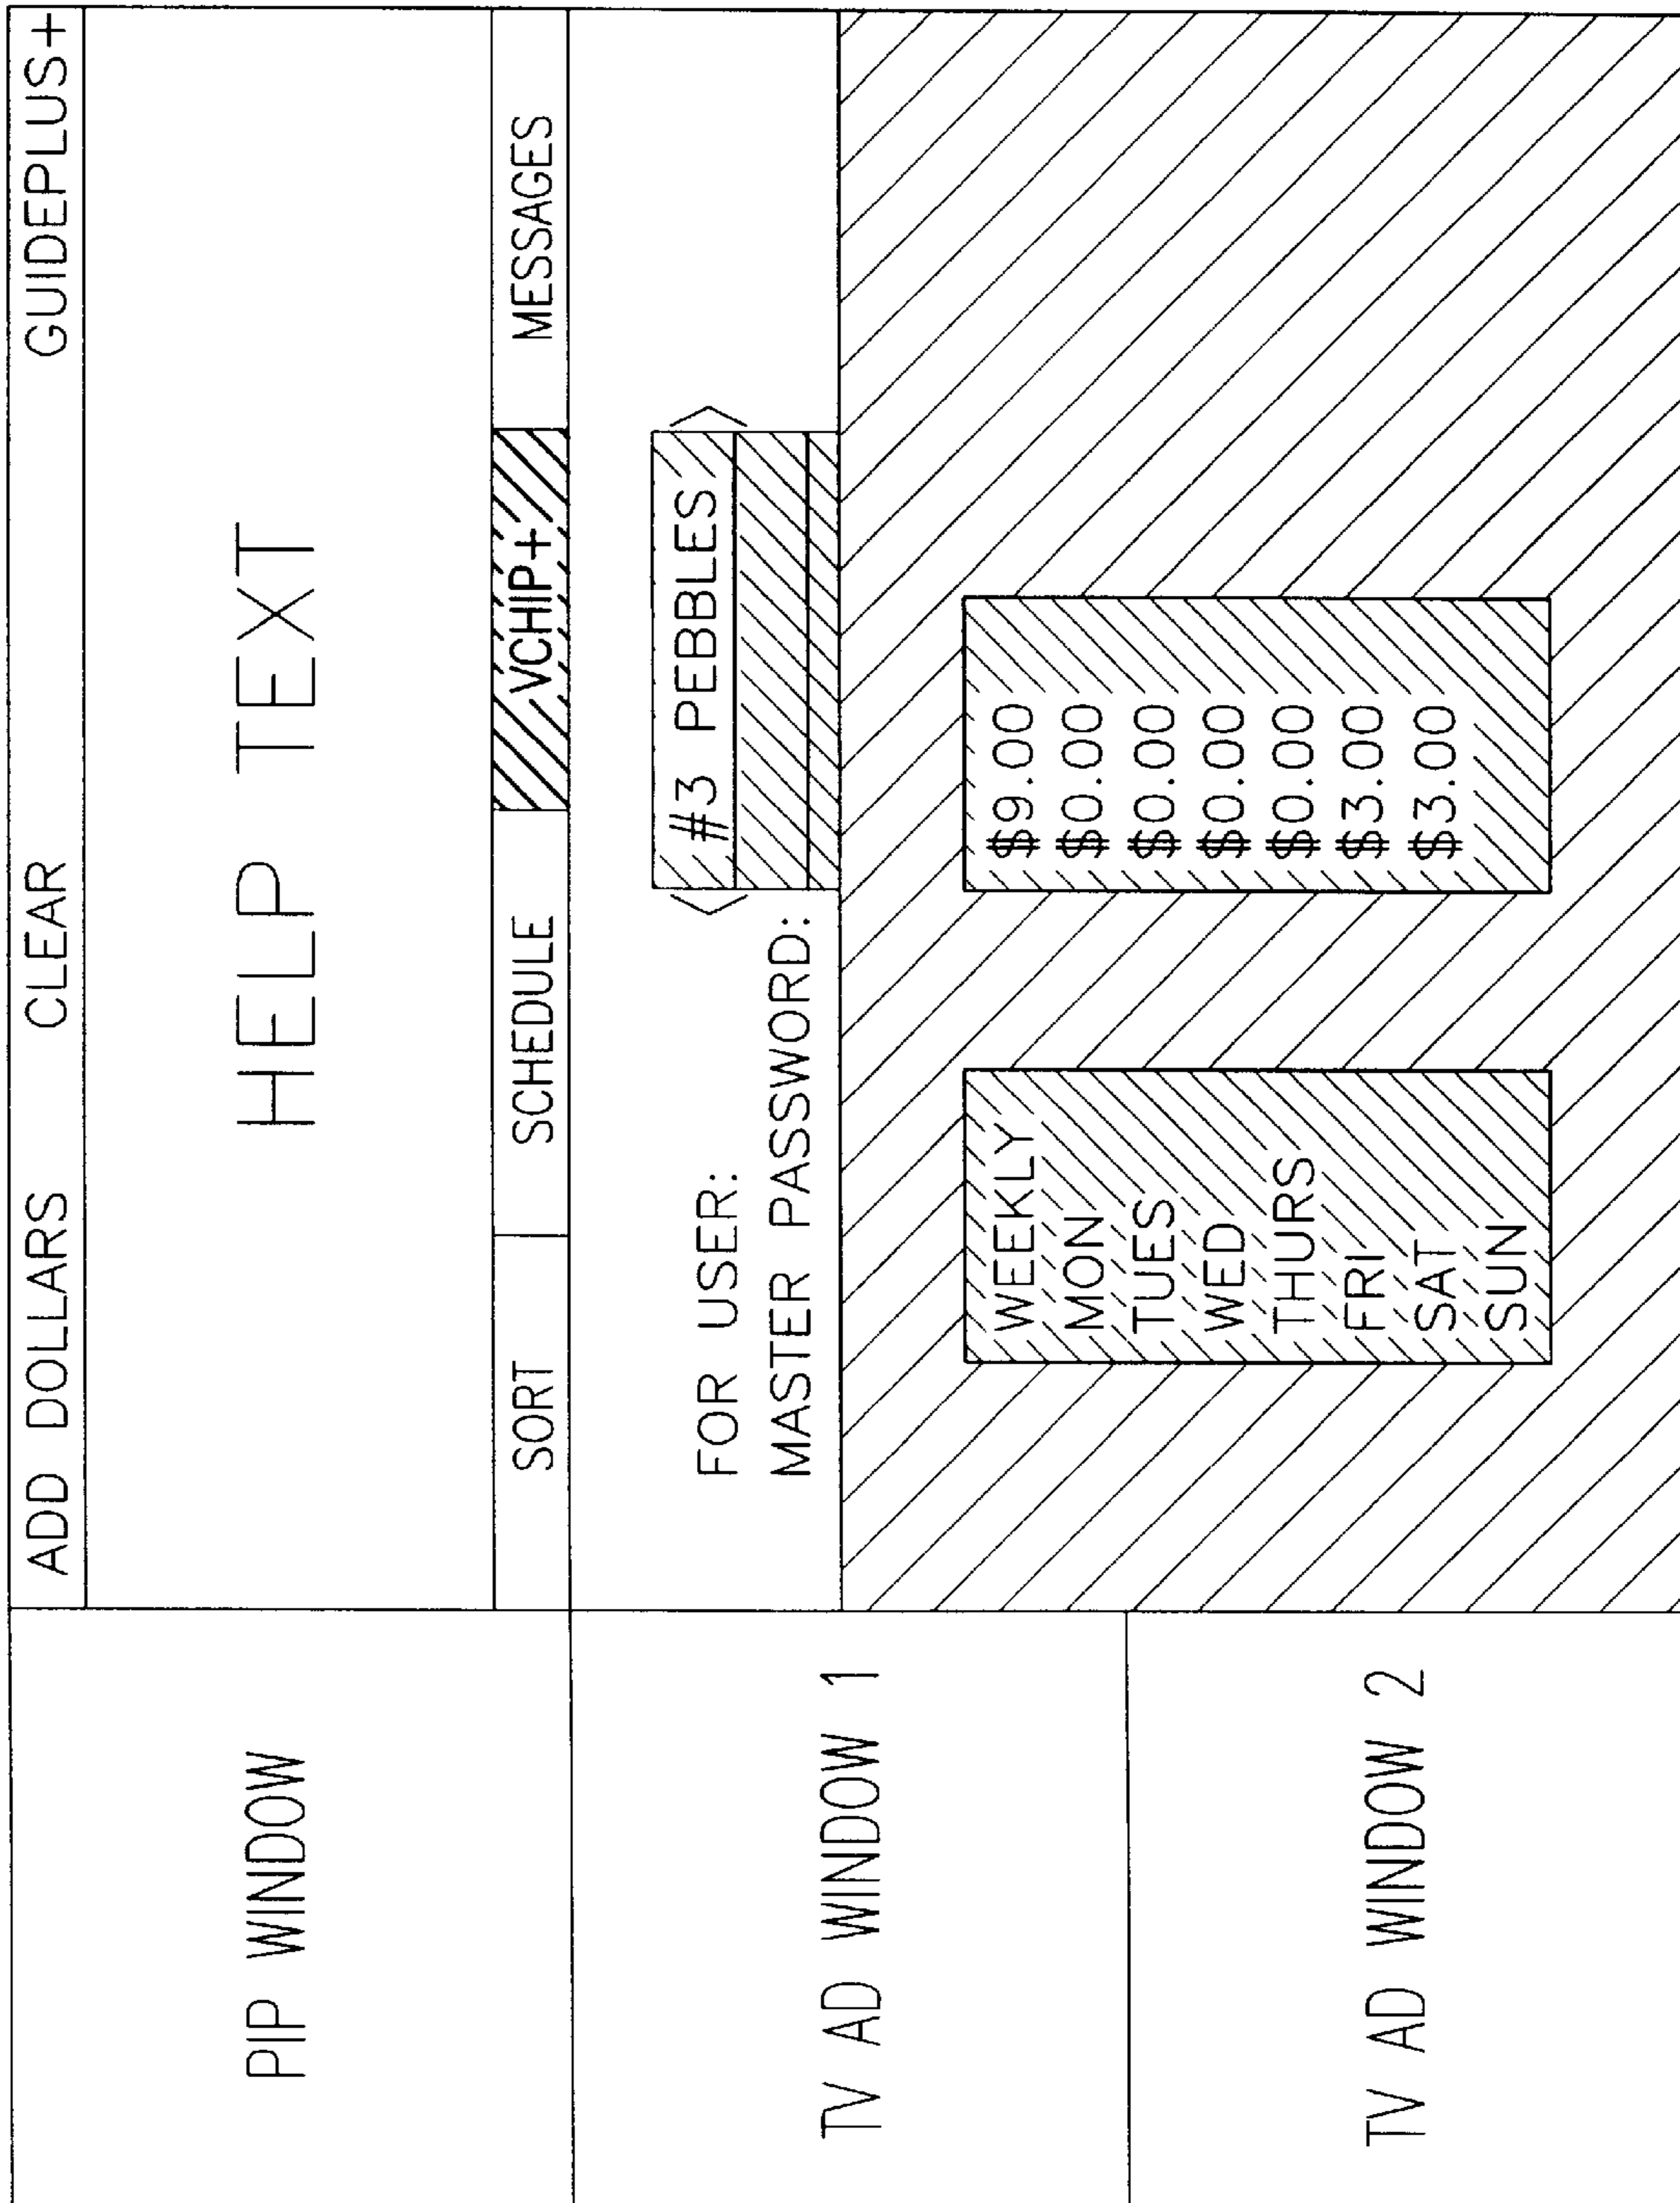 ADD DOLLARS CLEAR GUIDEPLUS+
PIP WINDOW
HELP TEXT
SORT SCHEDULE VCHIP+ MESSAGES
TV AD WINDOW 1
FOR USER: < #3 PEBBLES >
MASTER PASSWORD:
TV AD WINDOW 2
WEEKLY $9.00
MON $0.00
TUES $0.00
WED $0.00
THURS $0.00
FRI $3.00
SAT $3.00
SUN